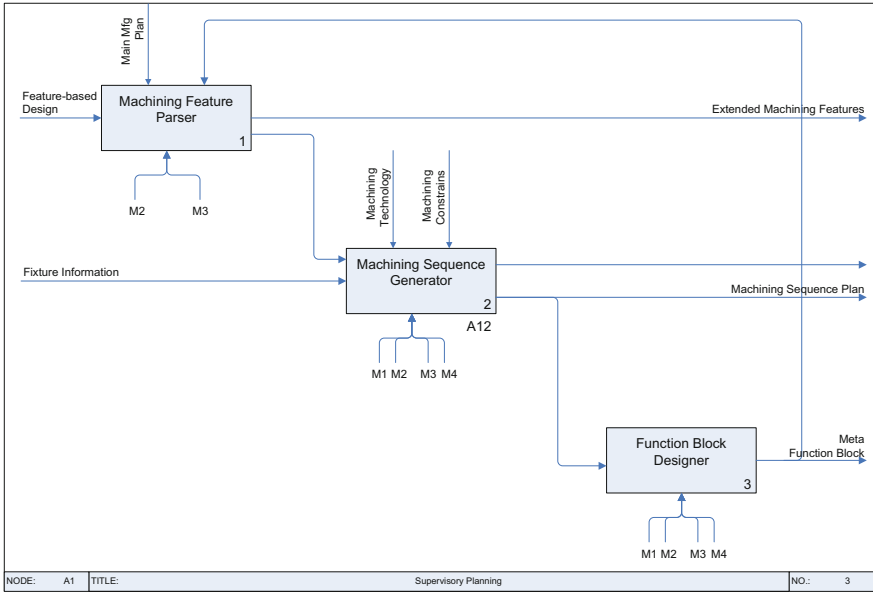 Main Mfg
Plan
Feature-based
Design
Machining Feature
Parser
1
Extended Machining Features
M2 M3
Machining
Technology
Machining
Constrains
Fixture Information
Machining Sequence
Generator
2
A12
Machining Sequence Plan
M1 M2 M3 M4
Function Block
Designer
3
Meta
Function Block
M1 M2 M3 M4
NODE: A1 TITLE: Supervisory Planning NO.: 3